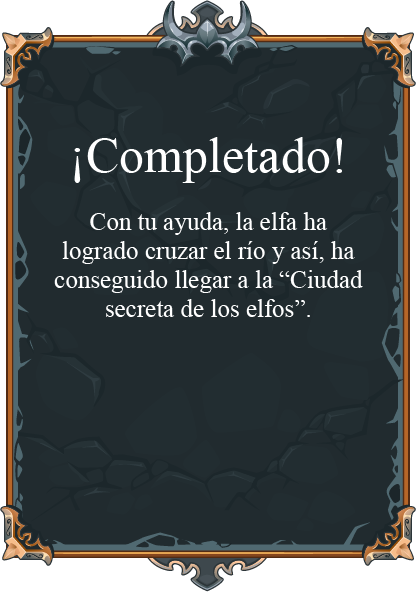 ¡Completado!
Con tu ayuda, la elfa ha
logrado cruzar el río y así, ha
conseguido llegar a la “Ciudad
secreta de los elfos”.